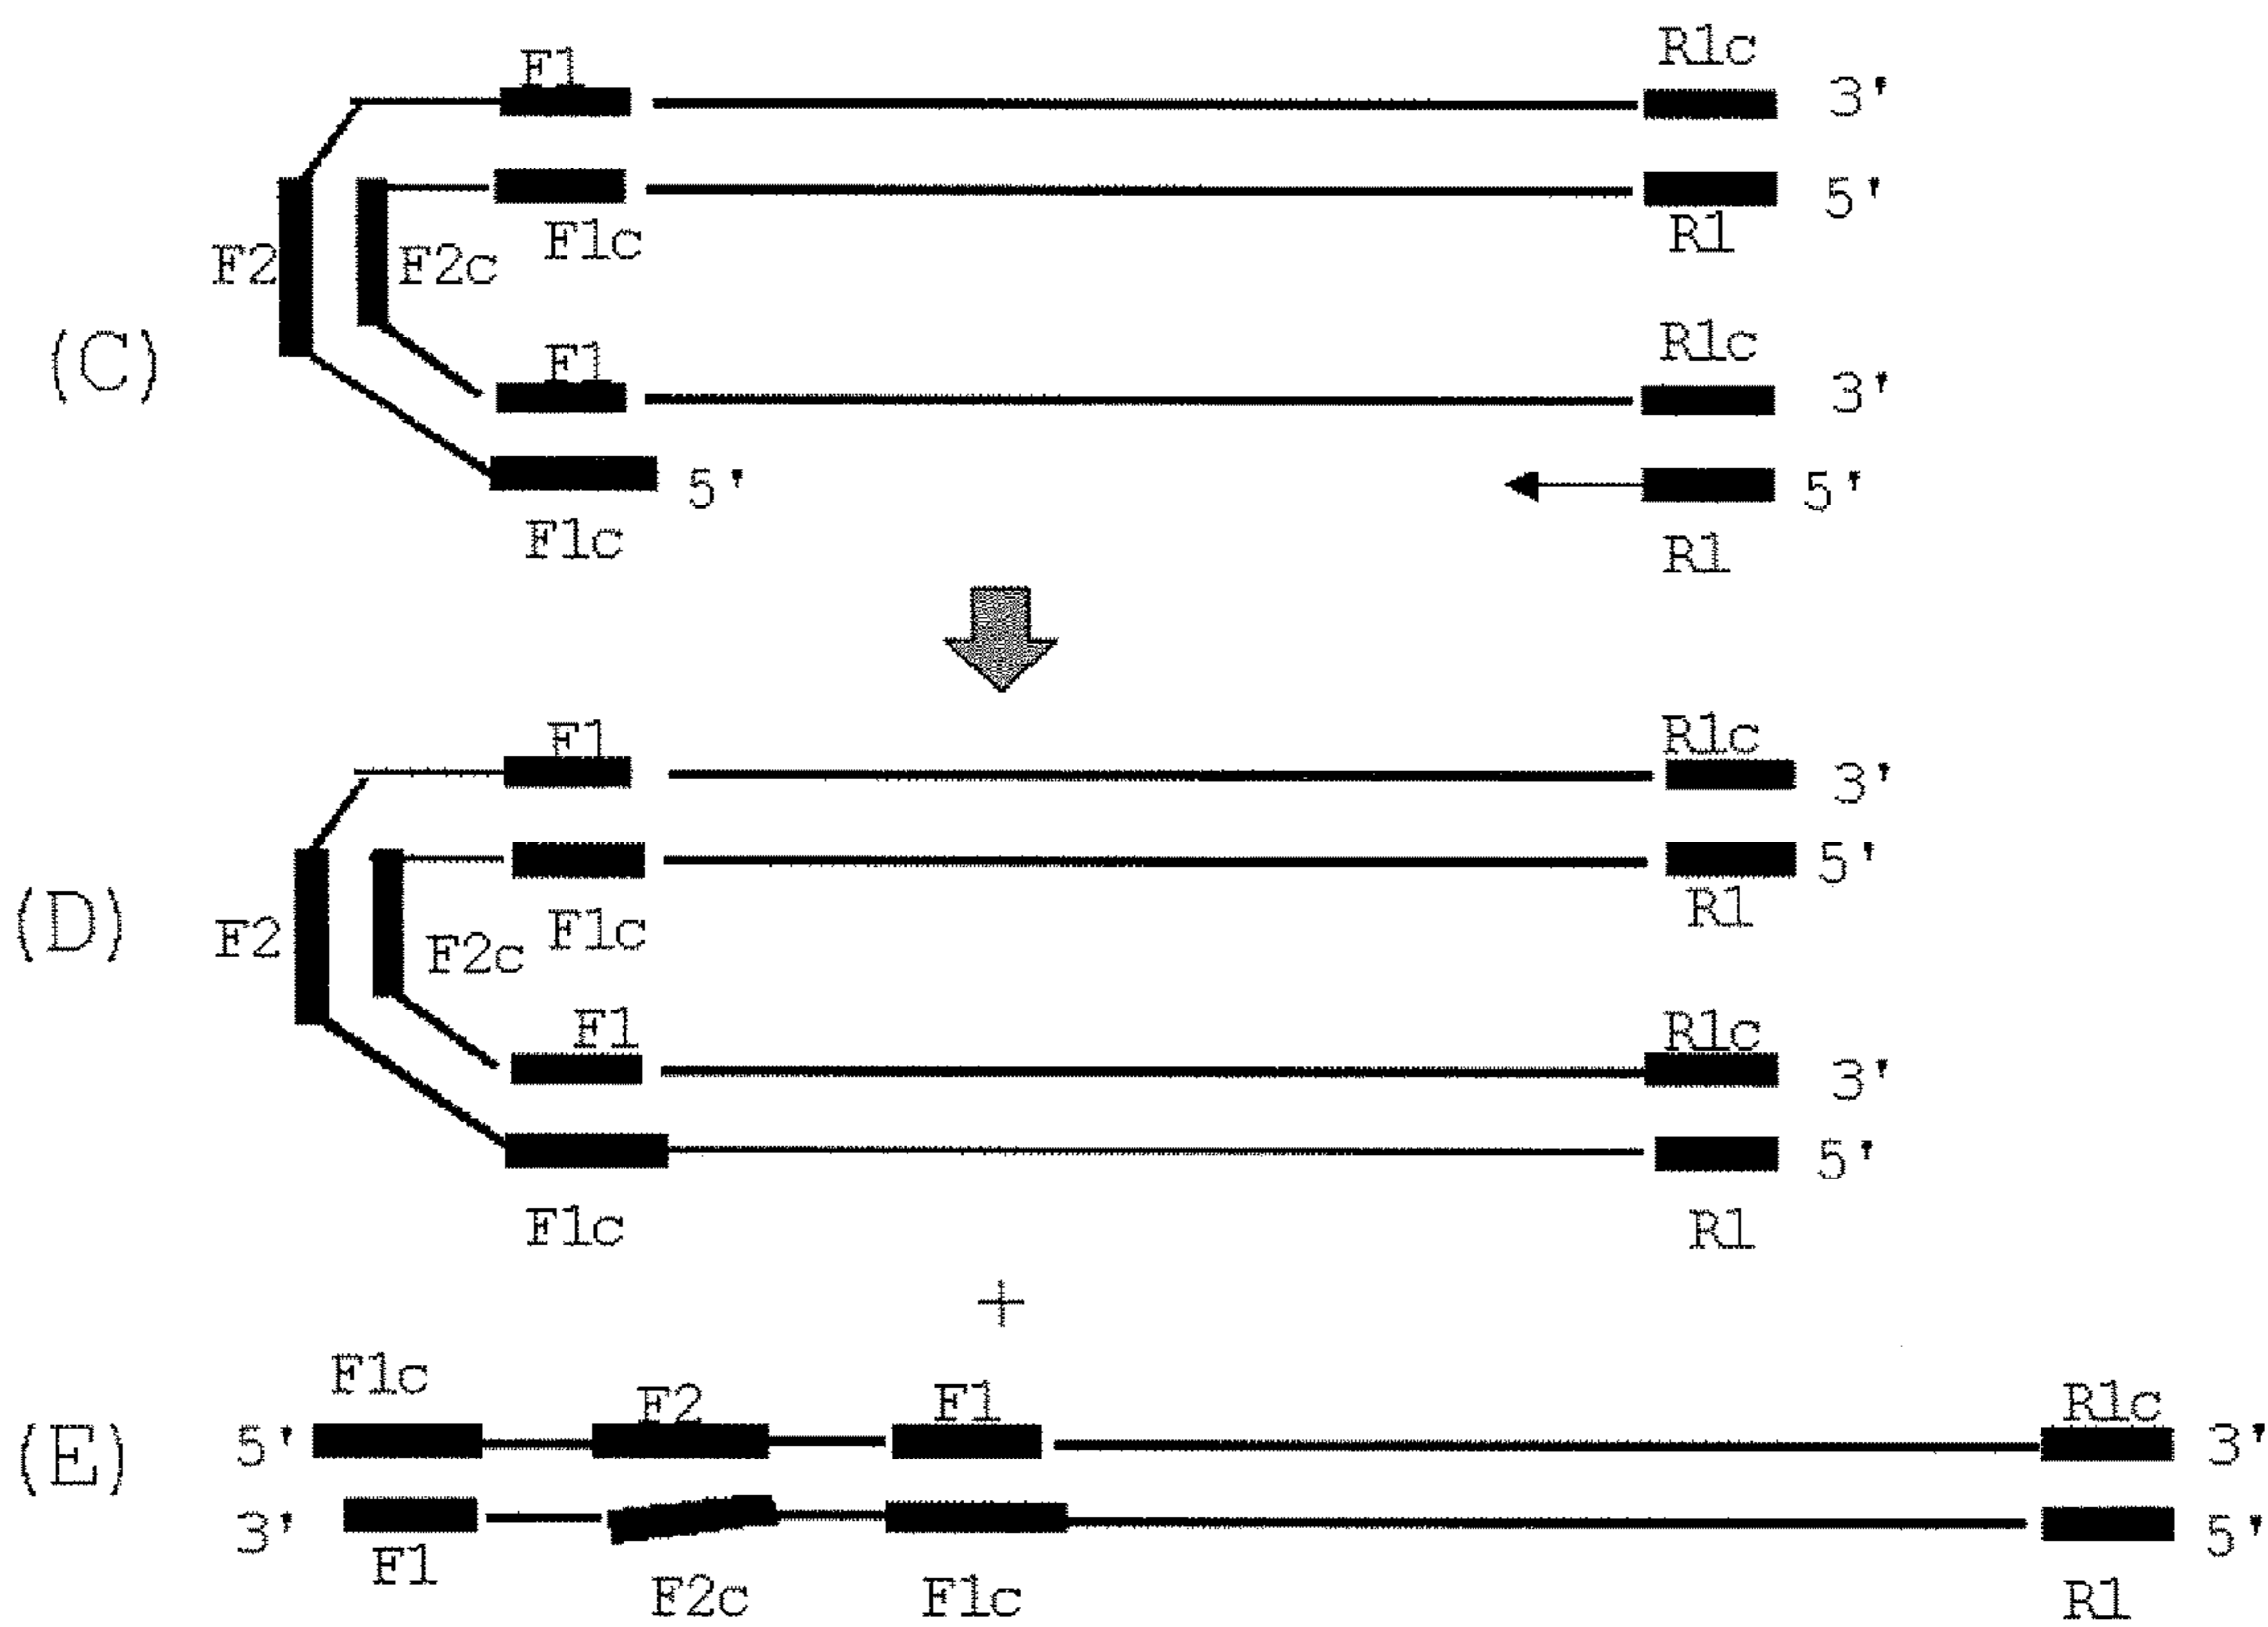 F1 R1c
3'
5'
F1c R1
F2 F2c
(C)
F1 R1c
3'
5' 5'
F1c R1
F1 R1c
3'
5'
F1c R1
(D) F2 F2c
F1 R1c
3'
5'
F1c R1
+
F1c F2 F1 R1c
(E) 5' 3'
3' 5'
F1 F2c F1c R1